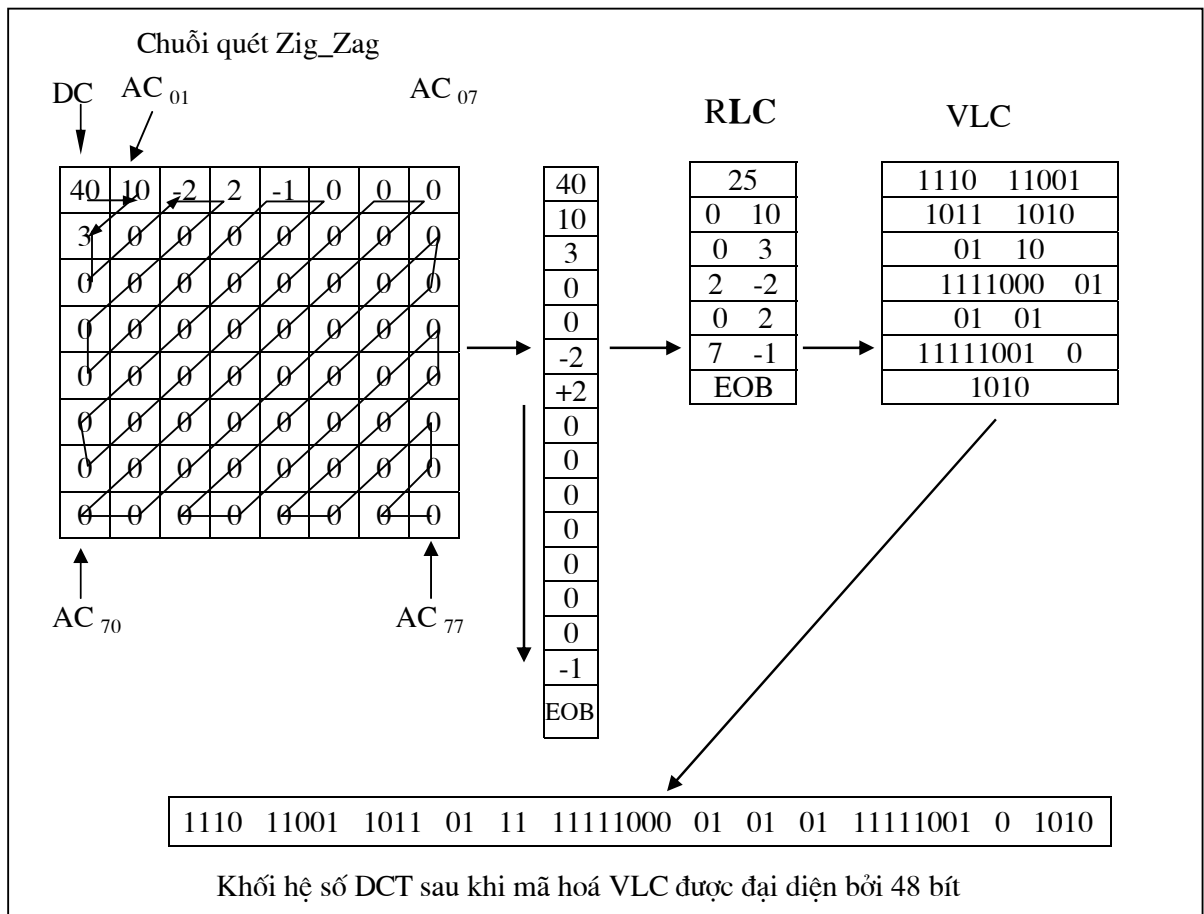 Chuỗi quét Zig_Zag
DC AC 01 AC 07
40 10 -2 2 -1 0 0 0
3 0 0 0 0 0 0 0
0 0 0 0 0 0 0 0
0 0 0 0 0 0 0 0
0 0 0 0 0 0 0 0
0 0 0 0 0 0 0 0
0 0 0 0 0 0 0 0
0 0 0 0 0 0 0 0
AC 70 AC 77
40
10
3
0
0
-2
+2
0
0
0
0
0
0
0
-1
EOB
RLC
25
0 10
0 3
2 -2
0 2
7 -1
EOB
VLC
1110 11001
1011 1010
01 10
1111000 01
01 01
11111001 0
1010
1110 11001 1011 01 11 11111000 01 01 01 11111001 0 1010
Khối hệ số DCT sau khi mã hoá VLC được đại diện bởi 48 bít